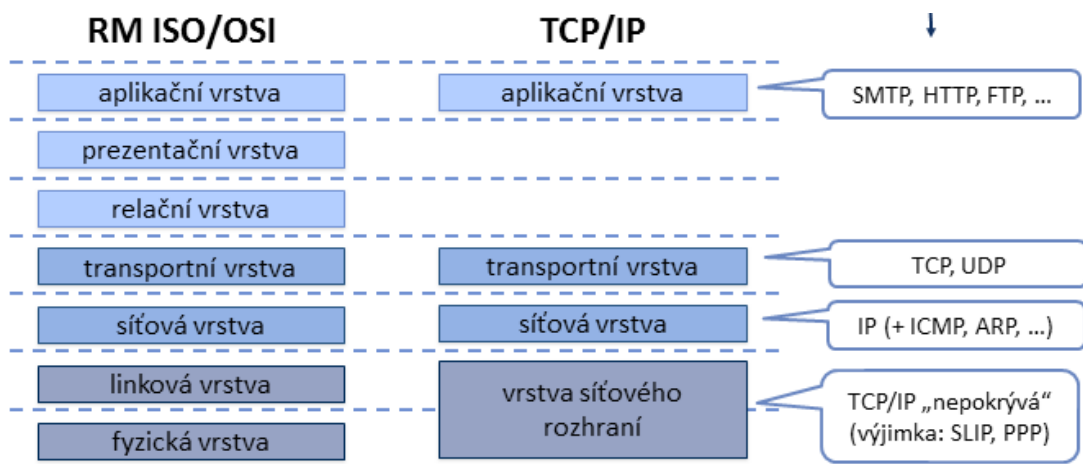 RM ISO/OSI
TCP/IP
aplikační vrstva
aplikační vrstva
SMTP, HTTP, FTP, ...
prezentační vrstva
relační vrstva
transportní vrstva
transportní vrstva
TCP, UDP
síťová vrstva
síťová vrstva
IP (+ ICMP, ARP, ...)
linková vrstva
fyzická vrstva
vrstva síťového
rozhraní
TCP/IP „nepokrývá“
(výjimka: SLIP, PPP)